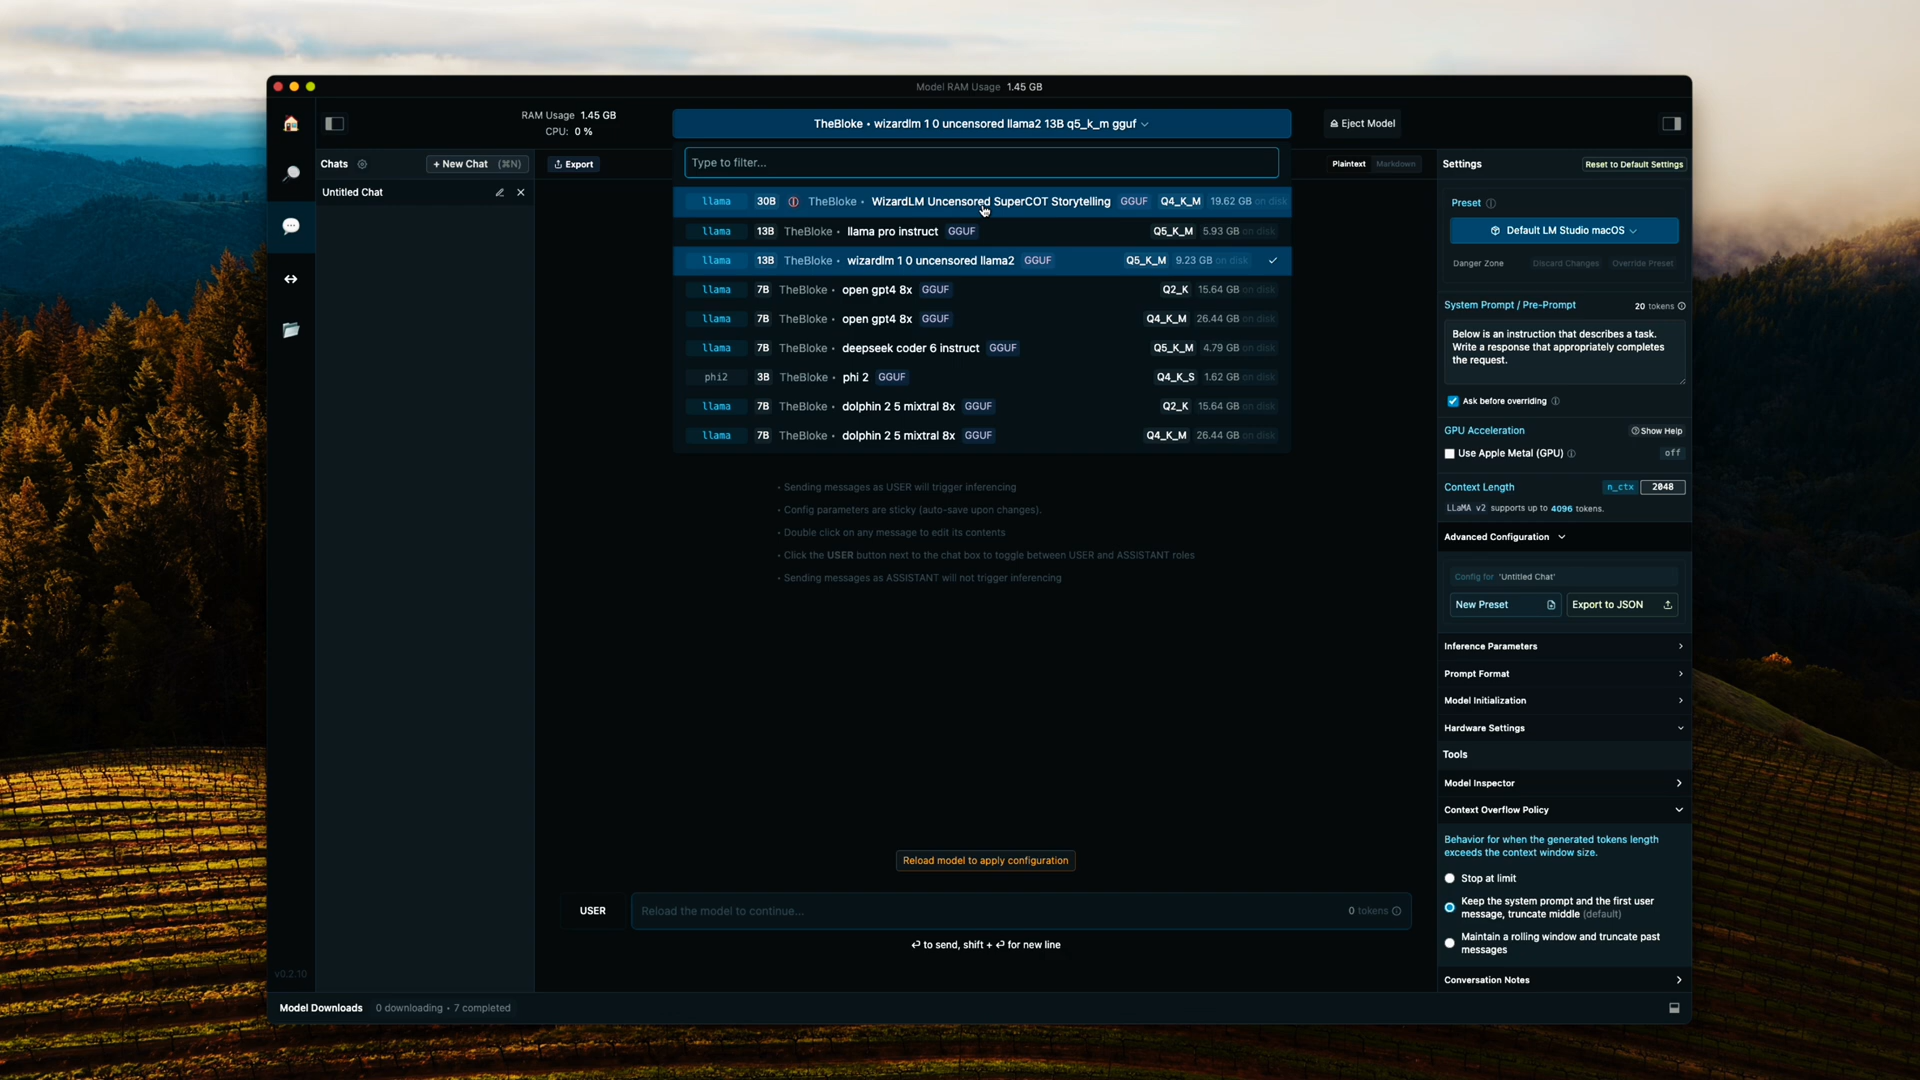 Model RAM Usage 1.45 GB
RAM Usage 1.45 GB
CPU: 0 %
TheBloke • wizardlm 1 0 uncensored llama2 13B q5_k_m gguf
Eject Model
Chats
+ New Chat (⌘N)
Export
Type to filter...
Plaintext Markdown
Settings
Reset to Default Settings
Untitled Chat
llama 30B TheBloke • WizardLM Uncensored SuperCOT Storytelling GGUF Q4_K_M 19.62 GB on disk
llama 13B TheBloke • llama pro instruct GGUF Q5_K_M 5.93 GB on disk
llama 13B TheBloke • wizardlm 1 0 uncensored llama2 GGUF Q5_K_M 9.23 GB on disk
llama 7B TheBloke • open gpt4 8x GGUF Q2_K 15.64 GB on disk
llama 7B TheBloke • open gpt4 8x GGUF Q4_K_M 26.44 GB on disk
llama 7B TheBloke • deepseek coder 6 instruct GGUF Q5_K_M 4.79 GB on disk
phi2 3B TheBloke • phi 2 GGUF Q4_K_S 1.62 GB on disk
llama 7B TheBloke • dolphin 2 5 mixtral 8x GGUF Q2_K 15.64 GB on disk
llama 7B TheBloke • dolphin 2 5 mixtral 8x GGUF Q4_K_M 26.44 GB on disk
• Sending messages as USER will trigger inferencing
• Config parameters are sticky (auto-save upon changes).
• Double click on any message to edit its contents
• Click the USER button next to the chat box to toggle between USER and ASSISTANT roles
• Sending messages as ASSISTANT will not trigger inferencing
Reload model to apply configuration
USER
Reload the model to continue...
0 tokens
↵ to send, shift + ↵ for new line
Preset
Default LM Studio macOS
Danger Zone Discard Changes Override Preset
System Prompt / Pre-Prompt 20 tokens
Below is an instruction that describes a task.
Write a response that appropriately completes
the request.
Ask before overriding
GPU Acceleration Show Help
Use Apple Metal (GPU) off
Context Length n_ctx 2048
LLaMA v2 supports up to 4096 tokens.
Advanced Configuration
Config for 'Untitled Chat'
New Preset Export to JSON
Inference Parameters
Prompt Format
Model Initialization
Hardware Settings
Tools
Model Inspector
Context Overflow Policy
Behavior for when the generated tokens length
exceeds the context window size.
Stop at limit
Keep the system prompt and the first user
message, truncate middle (default)
Maintain a rolling window and truncate past
messages
Conversation Notes
v0.2.10
Model Downloads 0 downloading • 7 completed